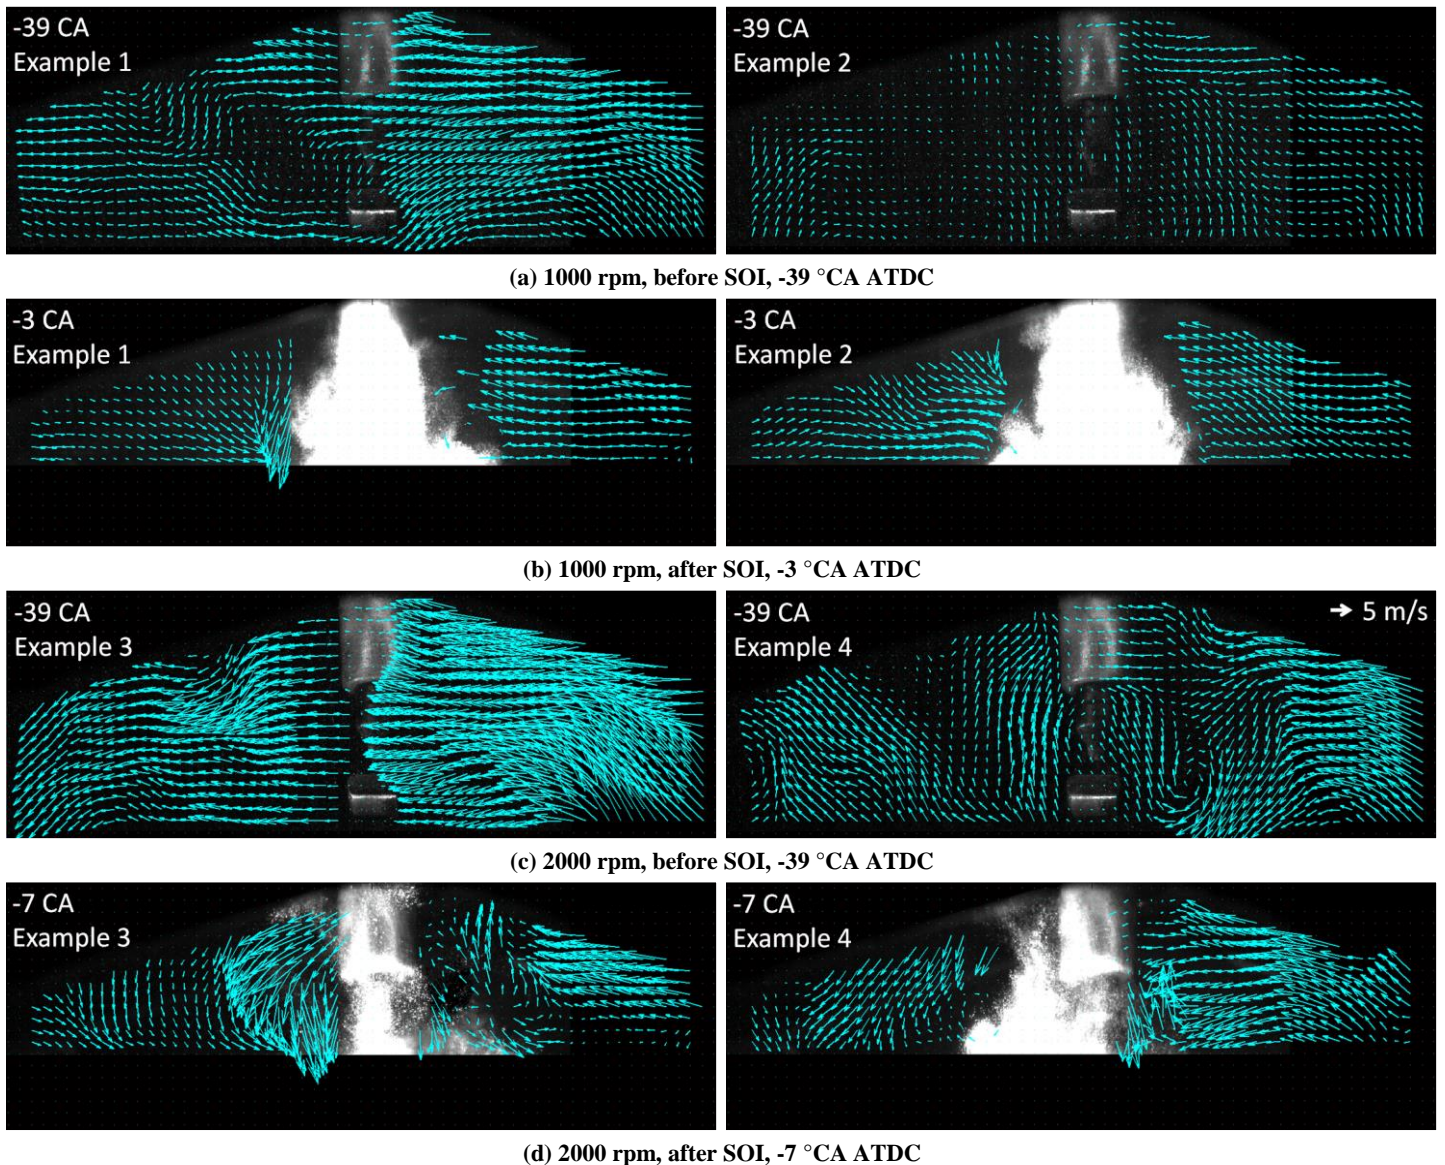 -39 CA
Example 1
-39 CA
Example 2
(a) 1000 rpm, before SOI, -39 °CA ATDC
-3 CA
Example 1
-3 CA
Example 2
(b) 1000 rpm, after SOI, -3 °CA ATDC
-39 CA
Example 3
-39 CA
Example 4
5 m/s
(c) 2000 rpm, before SOI, -39 °CA ATDC
-7 CA
Example 3
-7 CA
Example 4
(d) 2000 rpm, after SOI, -7 °CA ATDC